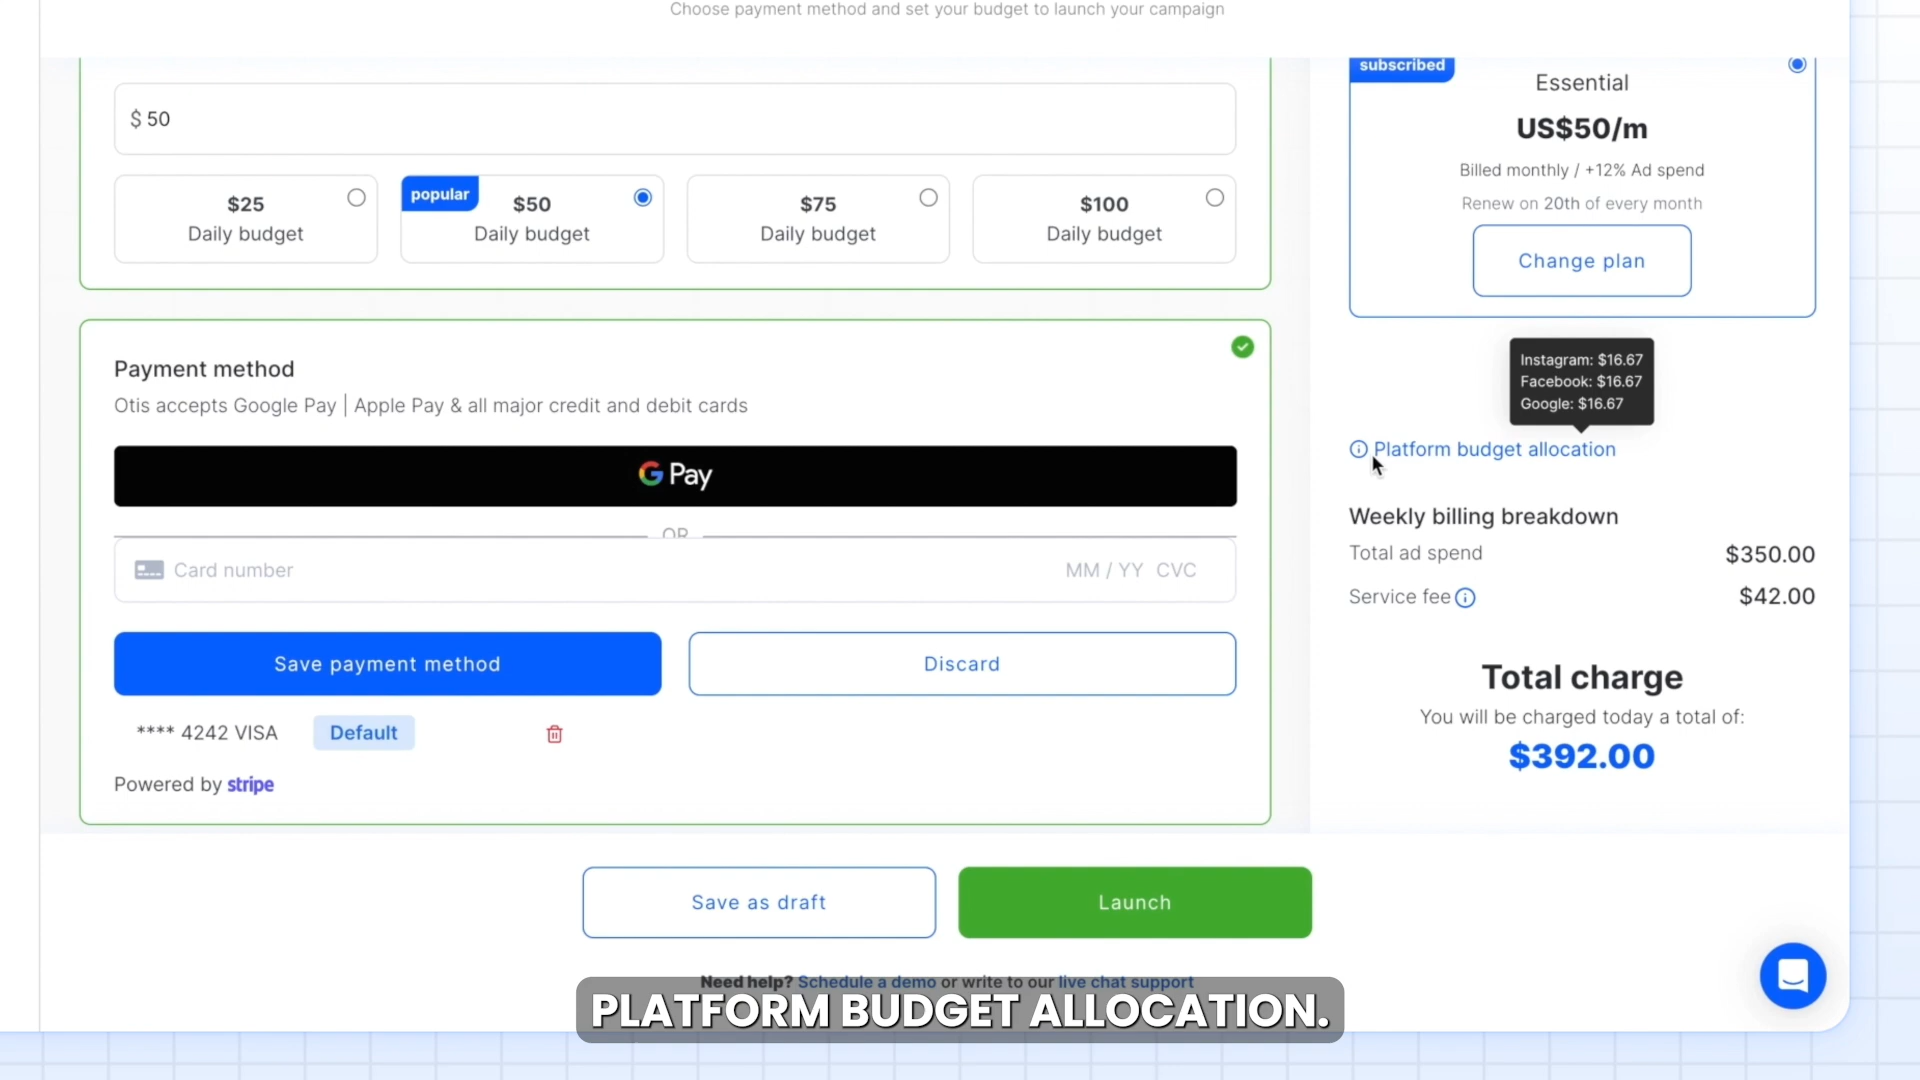 Choose payment method and set your budget to launch your campaign
$ 50
$25
Daily budget
popular
$50
Daily budget
$75
Daily budget
$100
Daily budget
Payment method
Otis accepts Google Pay | Apple Pay & all major credit and debit cards
G Pay
OR
Card number
MM / YY CVC
Save payment method
Discard
**** 4242 VISA
Default
Powered by stripe
subscribed
Essential
US$50/m
Billed monthly / +12% Ad spend
Renew on 20th of every month
Change plan
Instagram: $16.67
Facebook: $16.67
Google: $16.67
Platform budget allocation
Weekly billing breakdown
Total ad spend $350.00
Service fee $42.00
Total charge
You will be charged today a total of:
$392.00
Save as draft
Launch
Need help? Schedule a demo or write to our live chat support
PLATFORM BUDGET ALLOCATION.